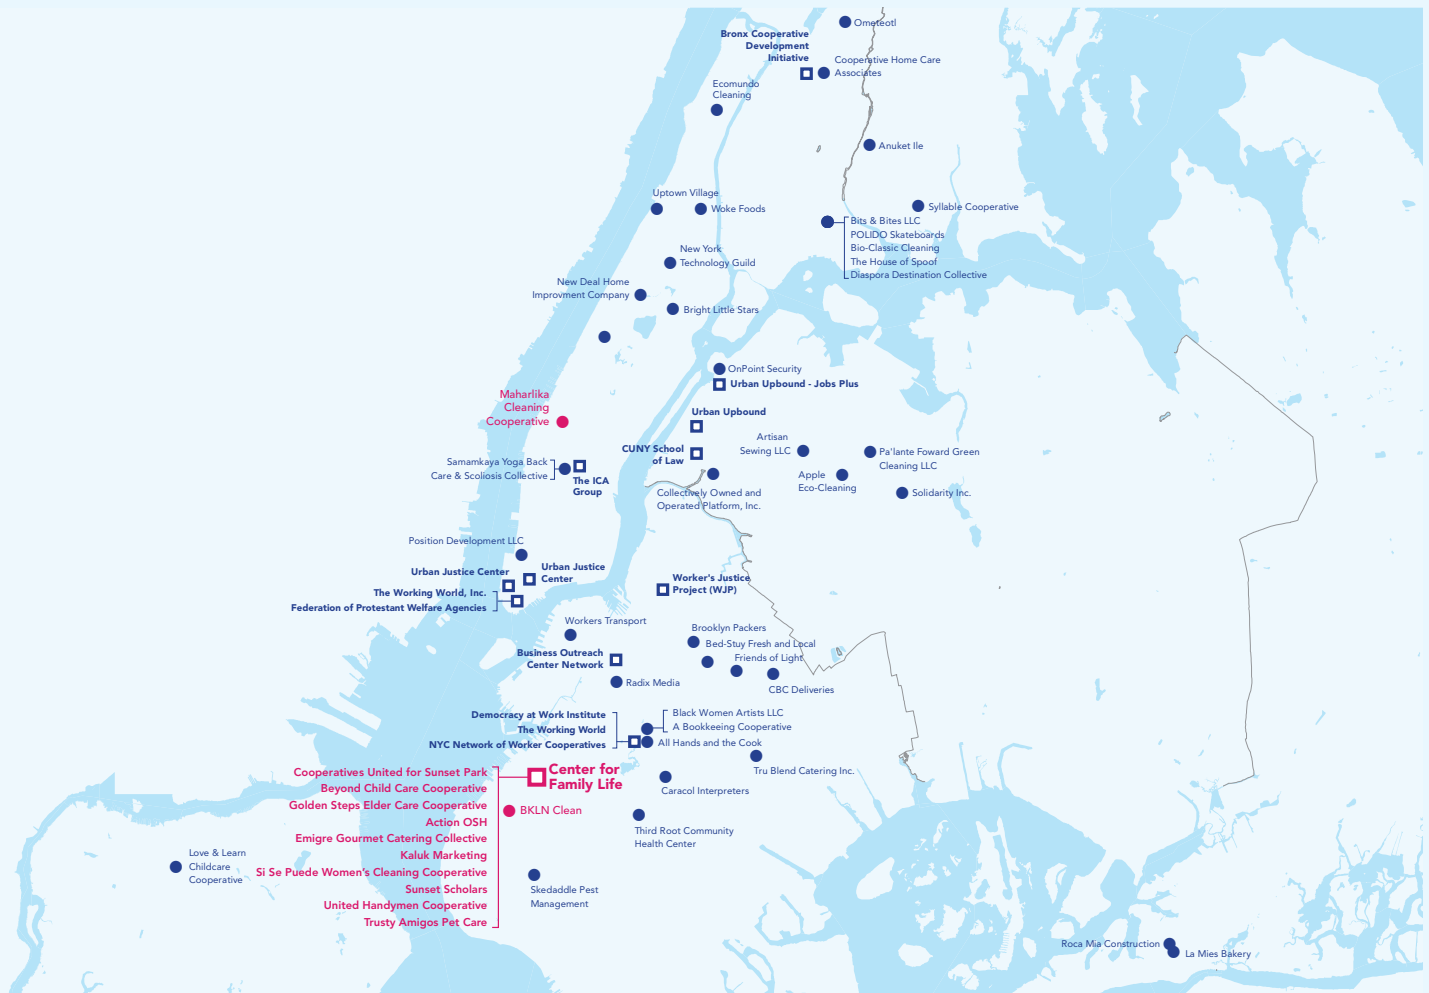 Ometeotl
Bronx Cooperative
Development
Initiative
Cooperative Home Care
Associates
Ecomundo
Cleaning
Anuket Ile
Uptown Village
Woke Foods
Syllable Cooperative
Bits & Bites LLC
POLIDO Skateboards
Bio-Classic Cleaning
The House of Spoof
Diaspora Destination Collective
New York
Technology Guild
New Deal Home
Improvment Company
Bright Little Stars
OnPoint Security
Urban Upbound - Jobs Plus
Maharlika
Cleaning
Cooperative
Urban Upbound
CUNY School
of Law
Artisan
Sewing LLC
Pa'lante Foward Green
Cleaning LLC
Samamkaya Yoga Back
Care & Scoliosis Collective
The ICA
Group
Apple
Eco-Cleaning
Collectively Owned and
Operated Platform, Inc.
Solidarity Inc.
Position Development LLC
Urban Justice Center
Urban Justice
Center
The Working World, Inc.
Federation of Protestant Welfare Agencies
Worker's Justice
Project (WJP)
Workers Transport
Brooklyn Packers
Bed-Stuy Fresh and Local
Friends of Light
Business Outreach
Center Network
Radix Media
CBC Deliveries
Democracy at Work Institute
The Working World
NYC Network of Worker Cooperatives
Black Women Artists LLC
A Bookkeeing Cooperative
All Hands and the Cook
Tru Blend Catering Inc.
Center for
Family Life
Caracol Interpreters
Cooperatives United for Sunset Park
Beyond Child Care Cooperative
Golden Steps Elder Care Cooperative
Action OSH
Emigre Gourmet Catering Collective
Kaluk Marketing
Si Se Puede Women's Cleaning Cooperative
Sunset Scholars
United Handymen Cooperative
Trusty Amigos Pet Care
BKLN Clean
Third Root Community
Health Center
Love & Learn
Childcare
Cooperative
Skedaddle Pest
Management
Roca Mia Construction
La Mies Bakery